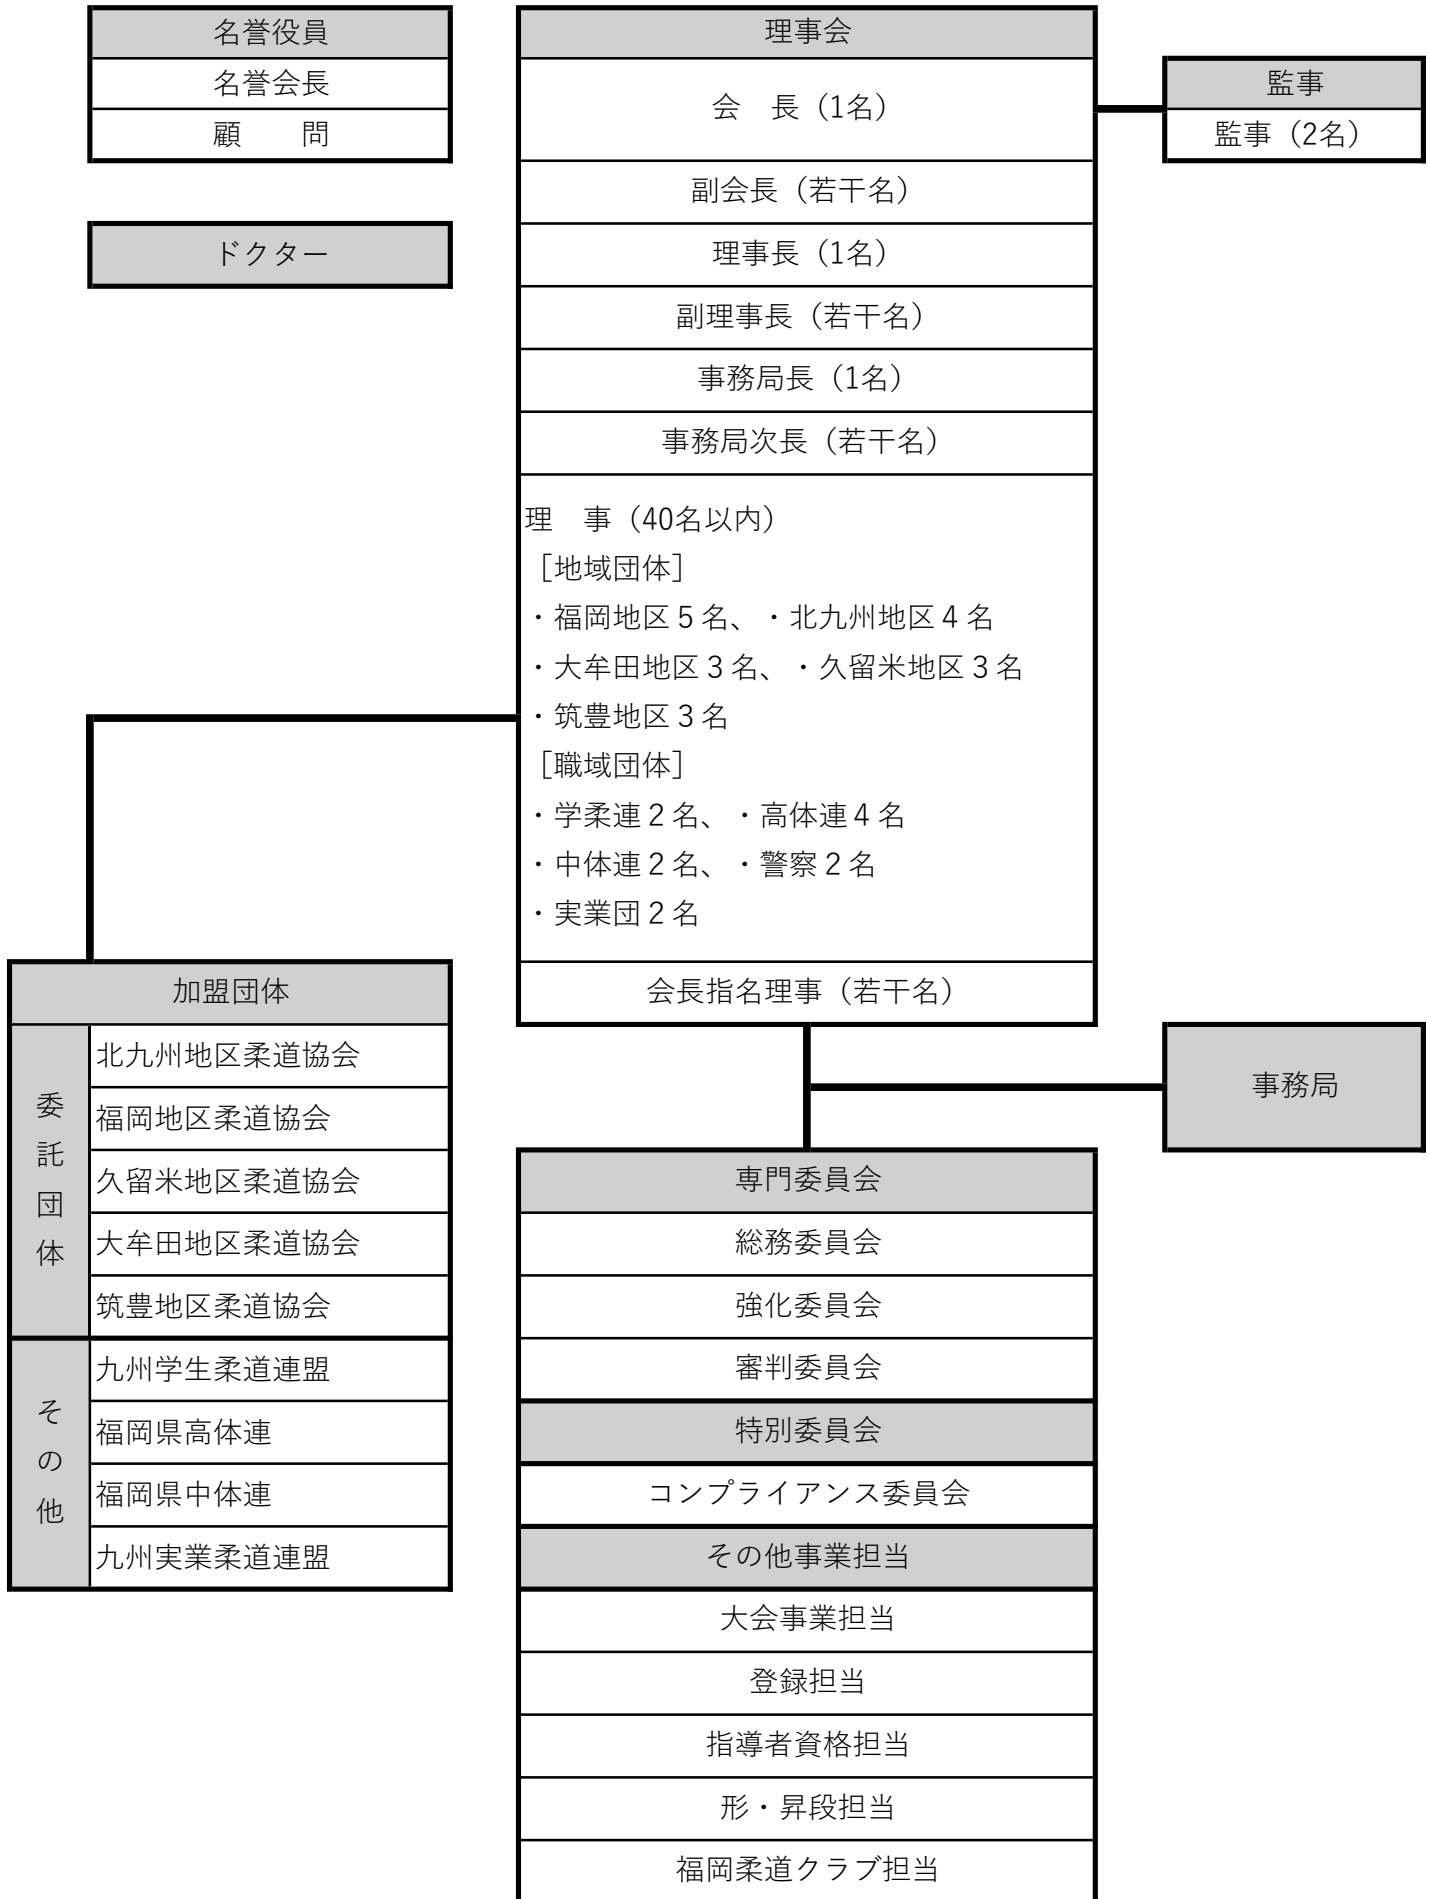 名誉役員
名誉会長
顧　　問
ドクター
理事会
会　長（1名）
副会長（若干名）
理事長（1名）
副理事長（若干名）
事務局長（1名）
事務局次長（若干名）
理　事（40名以内）
［地域団体］
・福岡地区５名、・北九州地区４名
・大牟田地区３名、・久留米地区３名
・筑豊地区３名
［職域団体］
・学柔連２名、・高体連４名
・中体連２名、・警察２名
・実業団２名
会長指名理事（若干名）
監事
監事（2名）
加盟団体
委託団体
北九州地区柔道協会
福岡地区柔道協会
久留米地区柔道協会
大牟田地区柔道協会
筑豊地区柔道協会
その他
九州学生柔道連盟
福岡県高体連
福岡県中体連
九州実業柔道連盟
事務局
専門委員会
総務委員会
強化委員会
審判委員会
特別委員会
コンプライアンス委員会
その他事業担当
大会事業担当
登録担当
指導者資格担当
形・昇段担当
福岡柔道クラブ担当